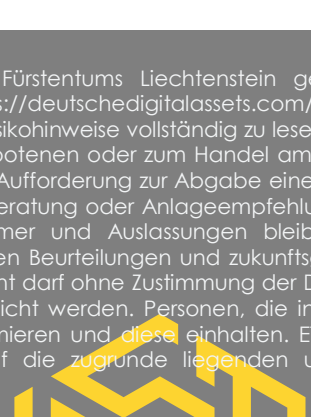 Fürstentums Liechtenstein ge
s://deutschedigitalassets.com/
sikohinweise vollständig zu lese
botenen oder zum Handel am
Aufforderung zur Abgabe eine
eratung oder Anlageempfehlu
mer und Auslassungen bleib
en Beurteilungen und zukunfts
nt darf ohne Zustimmung der D
icht werden. Personen, die in
nieren und diese einhalten. E
f die zugrunde liegenden u